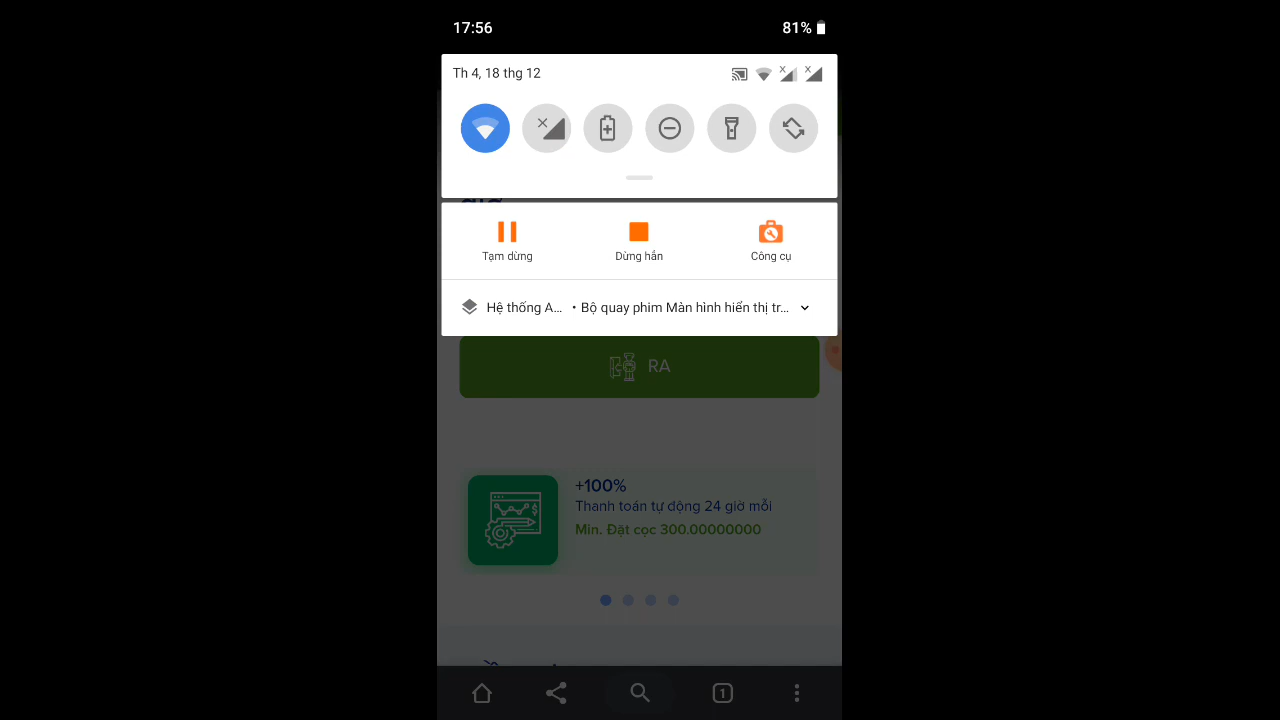 17:56
81%
Th 4, 18 thg 12
Tạm dừng
Dừng hẳn
Công cụ
Hệ thống A... • Bộ quay phim Màn hình hiển thị tr...
RA
+100%
Thanh toán tự động 24 giờ mỗi
Min. Đặt cọc 300.00000000
1